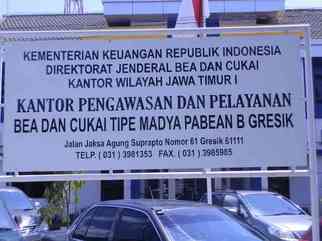 KEMENTERIAN KEUANGAN REPUBLIK INDONESIA
DIREKTORAT JENDERAL BEA DAN CUKAI
KANTOR WILAYAH JAWA TIMUR I
KANTOR PENGAWASAN DAN PELAYANAN
BEA DAN CUKAI TIPE MADYA PABEAN B GRESIK
Jalan Jaksa Agung Suprapto Nomor 61 Gresik 61111
TELP. ( 031 ) 3981353 FAX. ( 031 ) 3985985